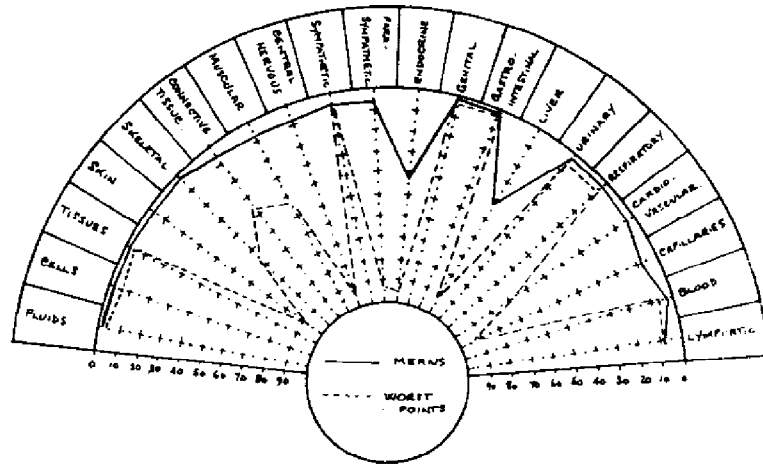 FLUIDS
CELLS
TISSUES
SKIN
SKELETAL
CONNECTIVE
TISSUE.
MUSCULAR
CENTRAL
NERVOUS
SYMPATHETIC
PARA-
SYMPATHETIC
ENDOCRINE
GENITAL
GASTRO-
INTESTINAL
LIVER
URINARY
RESPIRATORY
CARDIO-
VASCULAR.
CAPILLARIES
BLOOD
LYMPHATIC
0 10 20 30 40 50 60 70 80 90
90 80 70 60 50 40 30 20 10 0
MEANS
WORST
POINTS